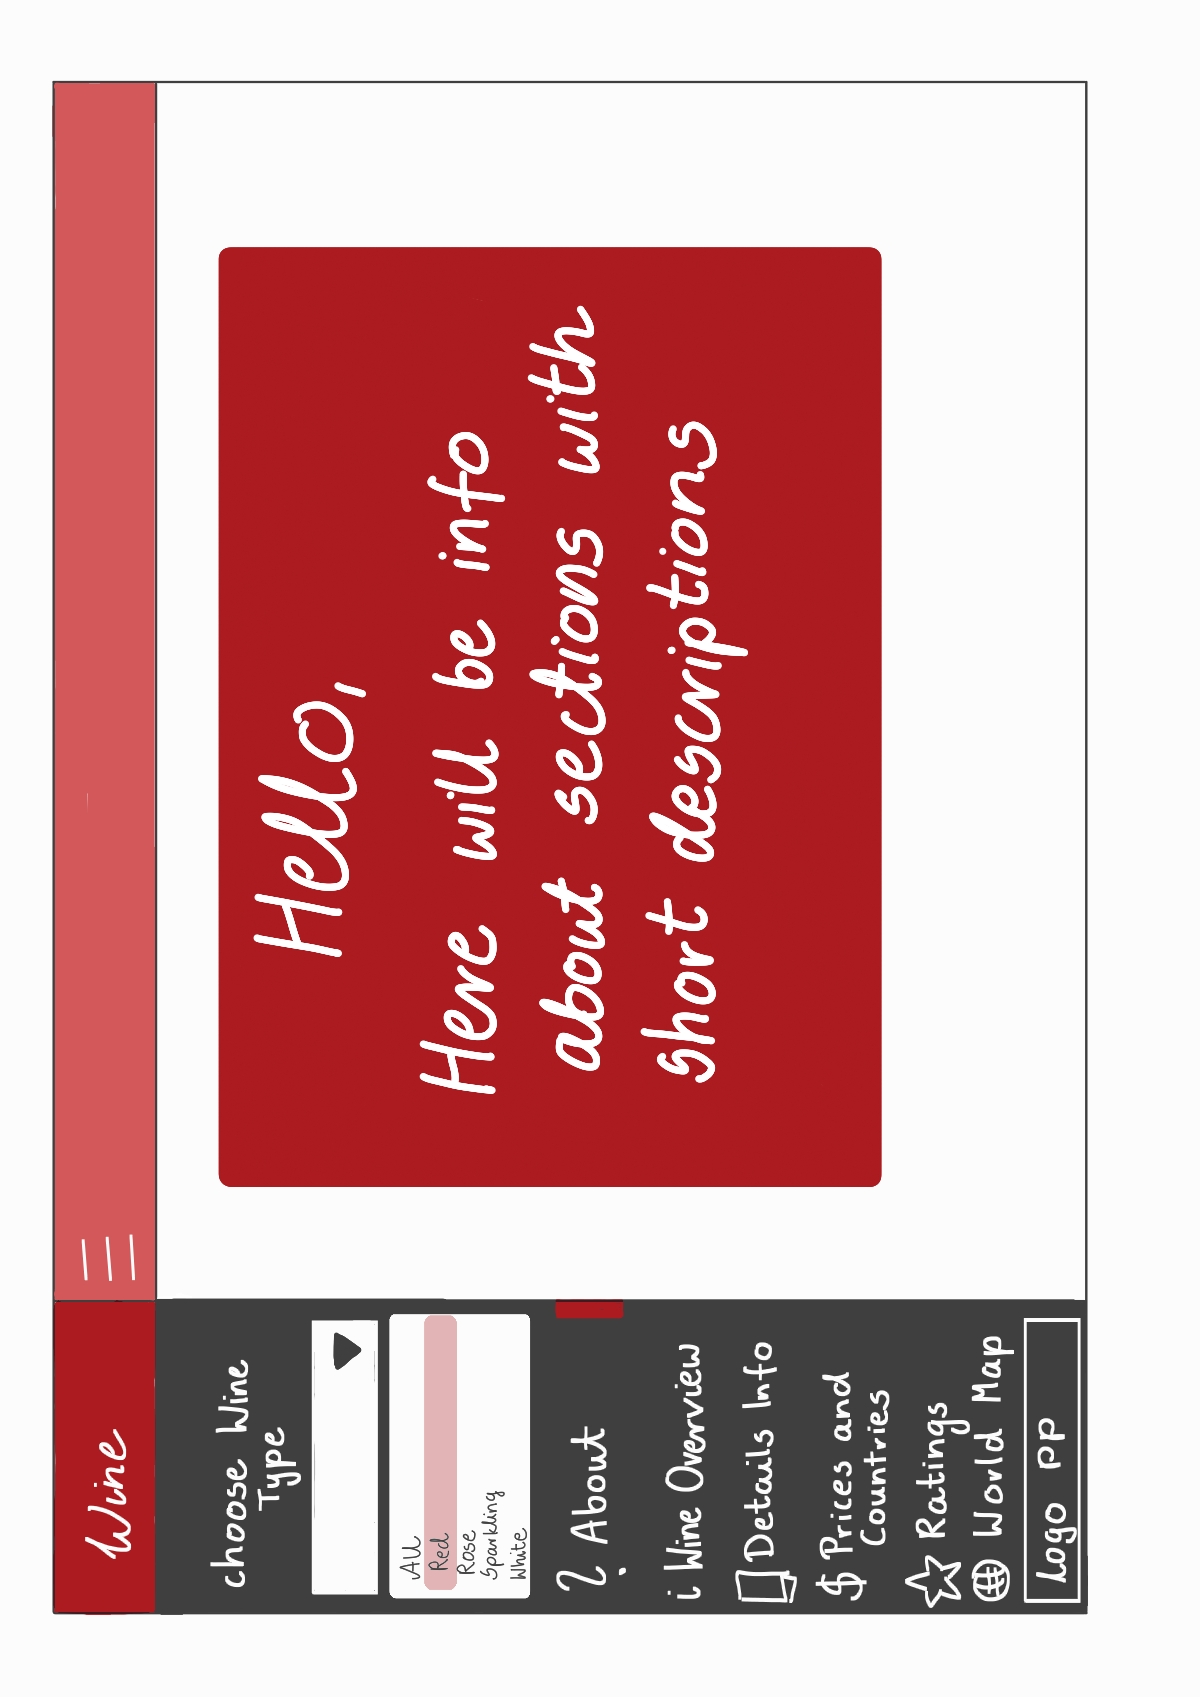 Wine
choose Wine
Type
All
Red
Rose
Sparkling
White
? About
i Wine Overview
Details Info
$ Prices and
Countries
Ratings
World Map
Logo PP
Hello,
Here will be info
about sections with
short descriptions